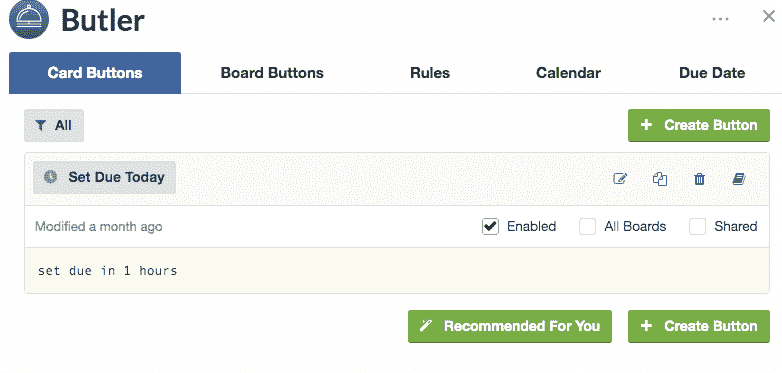 Butler
Card Buttons Board Buttons Rules Calendar Due Date
All + Create Button
Set Due Today
Modified a month ago Enabled All Boards Shared
set due in 1 hours
Recommended For You + Create Button